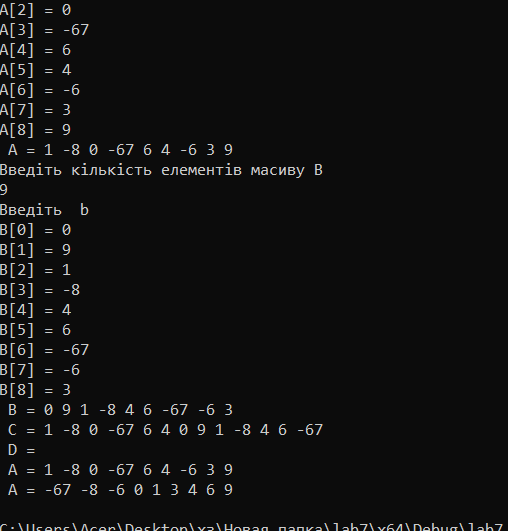 A[2] = 0
A[3] = -67
A[4] = 6
A[5] = 4
A[6] = -6
A[7] = 3
A[8] = 9
A = 1 -8 0 -67 6 4 -6 3 9
Введіть кількість елементів масиву B
9
Введіть  b
B[0] = 0
B[1] = 9
B[2] = 1
B[3] = -8
B[4] = 4
B[5] = 6
B[6] = -67
B[7] = -6
B[8] = 3
B = 0 9 1 -8 4 6 -67 -6 3
C = 1 -8 0 -67 6 4 0 9 1 -8 4 6 -67
D =
A = 1 -8 0 -67 6 4 -6 3 9
A = -67 -8 -6 0 1 3 4 6 9
C:\Users\Acer\Desktop\хз\Новая папка\lab7\x64\Debug\lab7